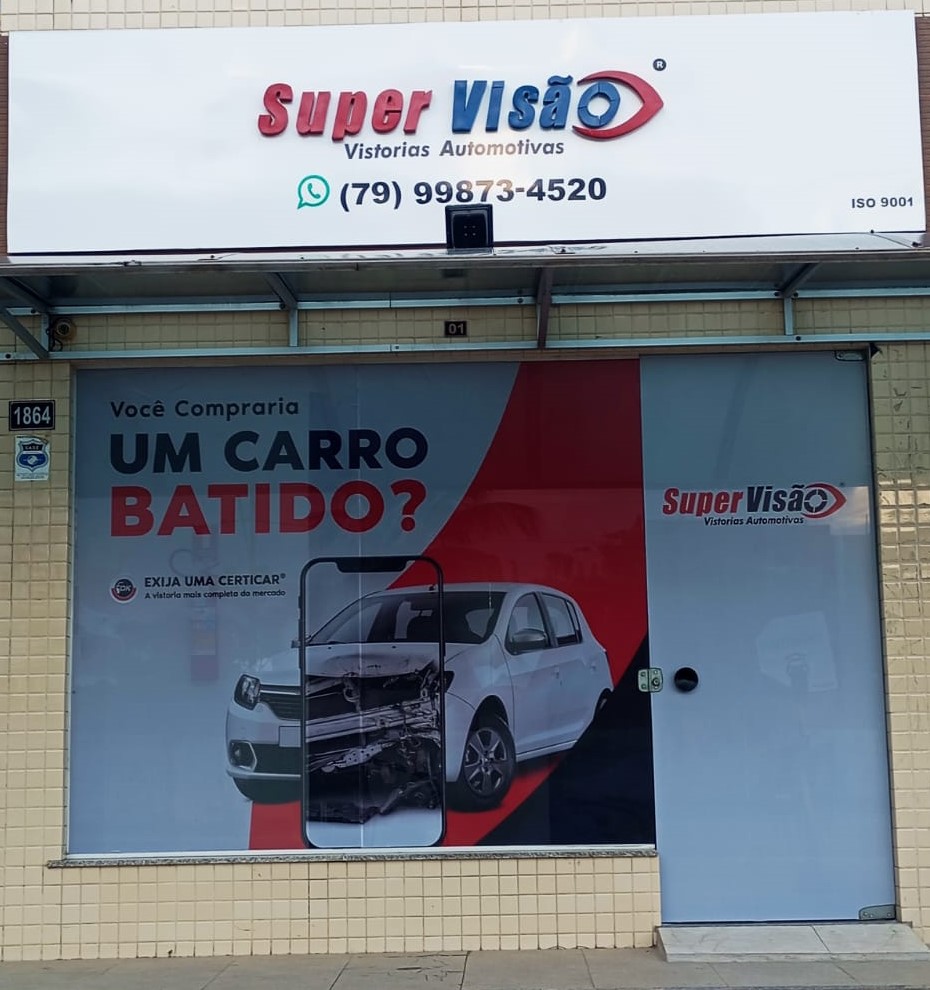 Super Visão ®
Vistorias Automotivas
(79) 99873-4520
ISO 9001
01
1864
Você Compraria
UM CARRO
BATIDO?
EXIJA UMA CERTICAR®
A vistoria mais completa do mercado
Super Visão
Vistorias Automotivas